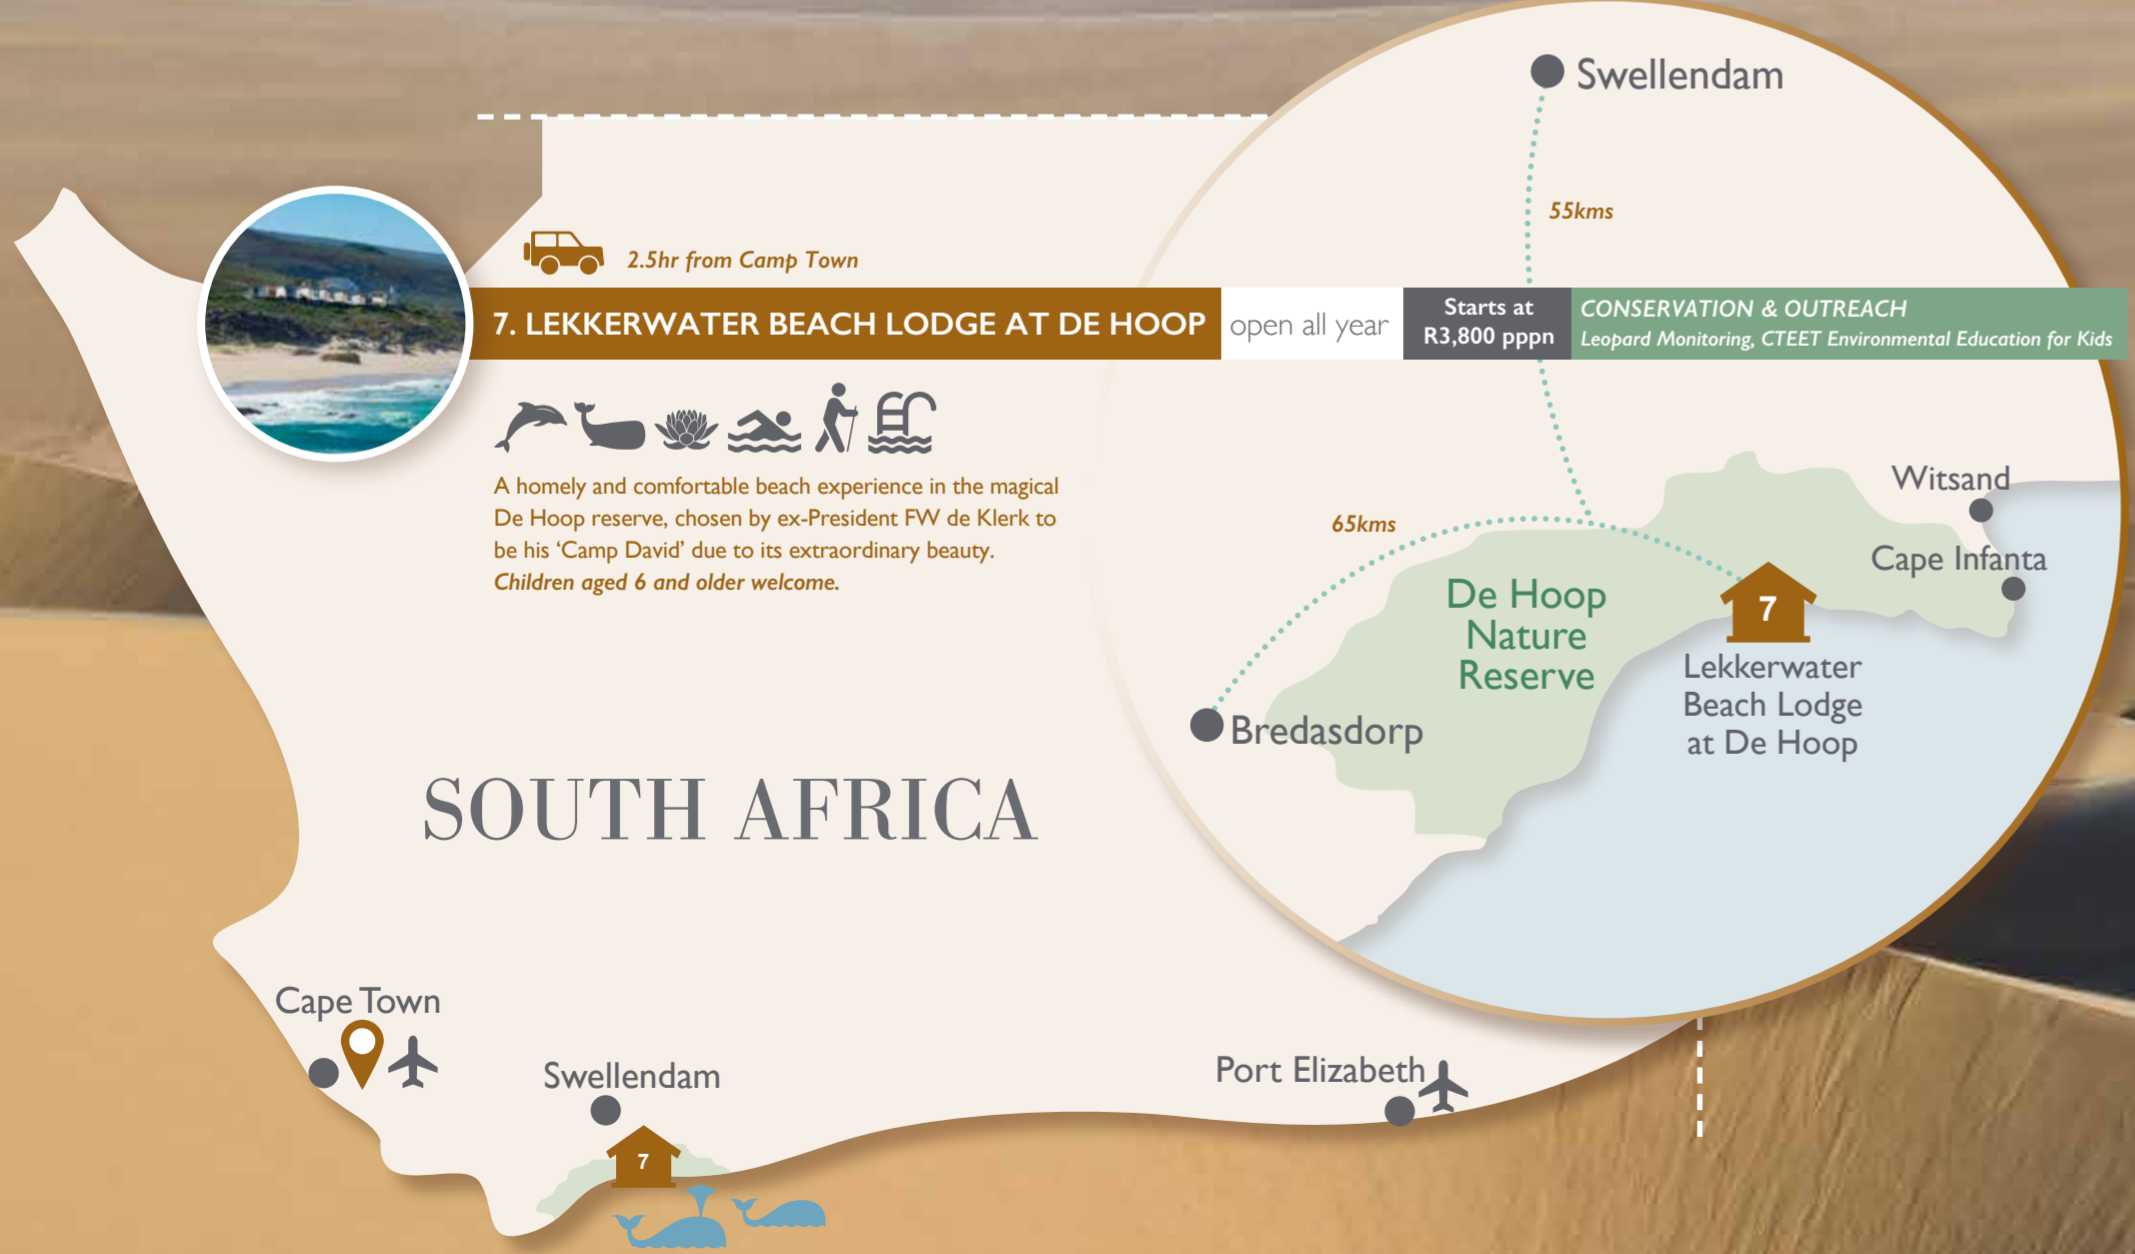 Swellendam
55kms
2.5hr from Camp Town
7. LEKKERWATER BEACH LODGE AT DE HOOP
open all year
Starts at
R3,800 pppn
CONSERVATION & OUTREACH
Leopard Monitoring, CTEET Environmental Education for Kids
A homely and comfortable beach experience in the magical
De Hoop reserve, chosen by ex-President FW de Klerk to
be his ‘Camp David’ due to its extraordinary beauty.
Children aged 6 and older welcome.
Witsand
65kms
Cape Infanta
De Hoop
Nature
Reserve
7
Lekkerwater
Beach Lodge
at De Hoop
Bredasdorp
SOUTH AFRICA
Cape Town
Swellendam
Port Elizabeth
7